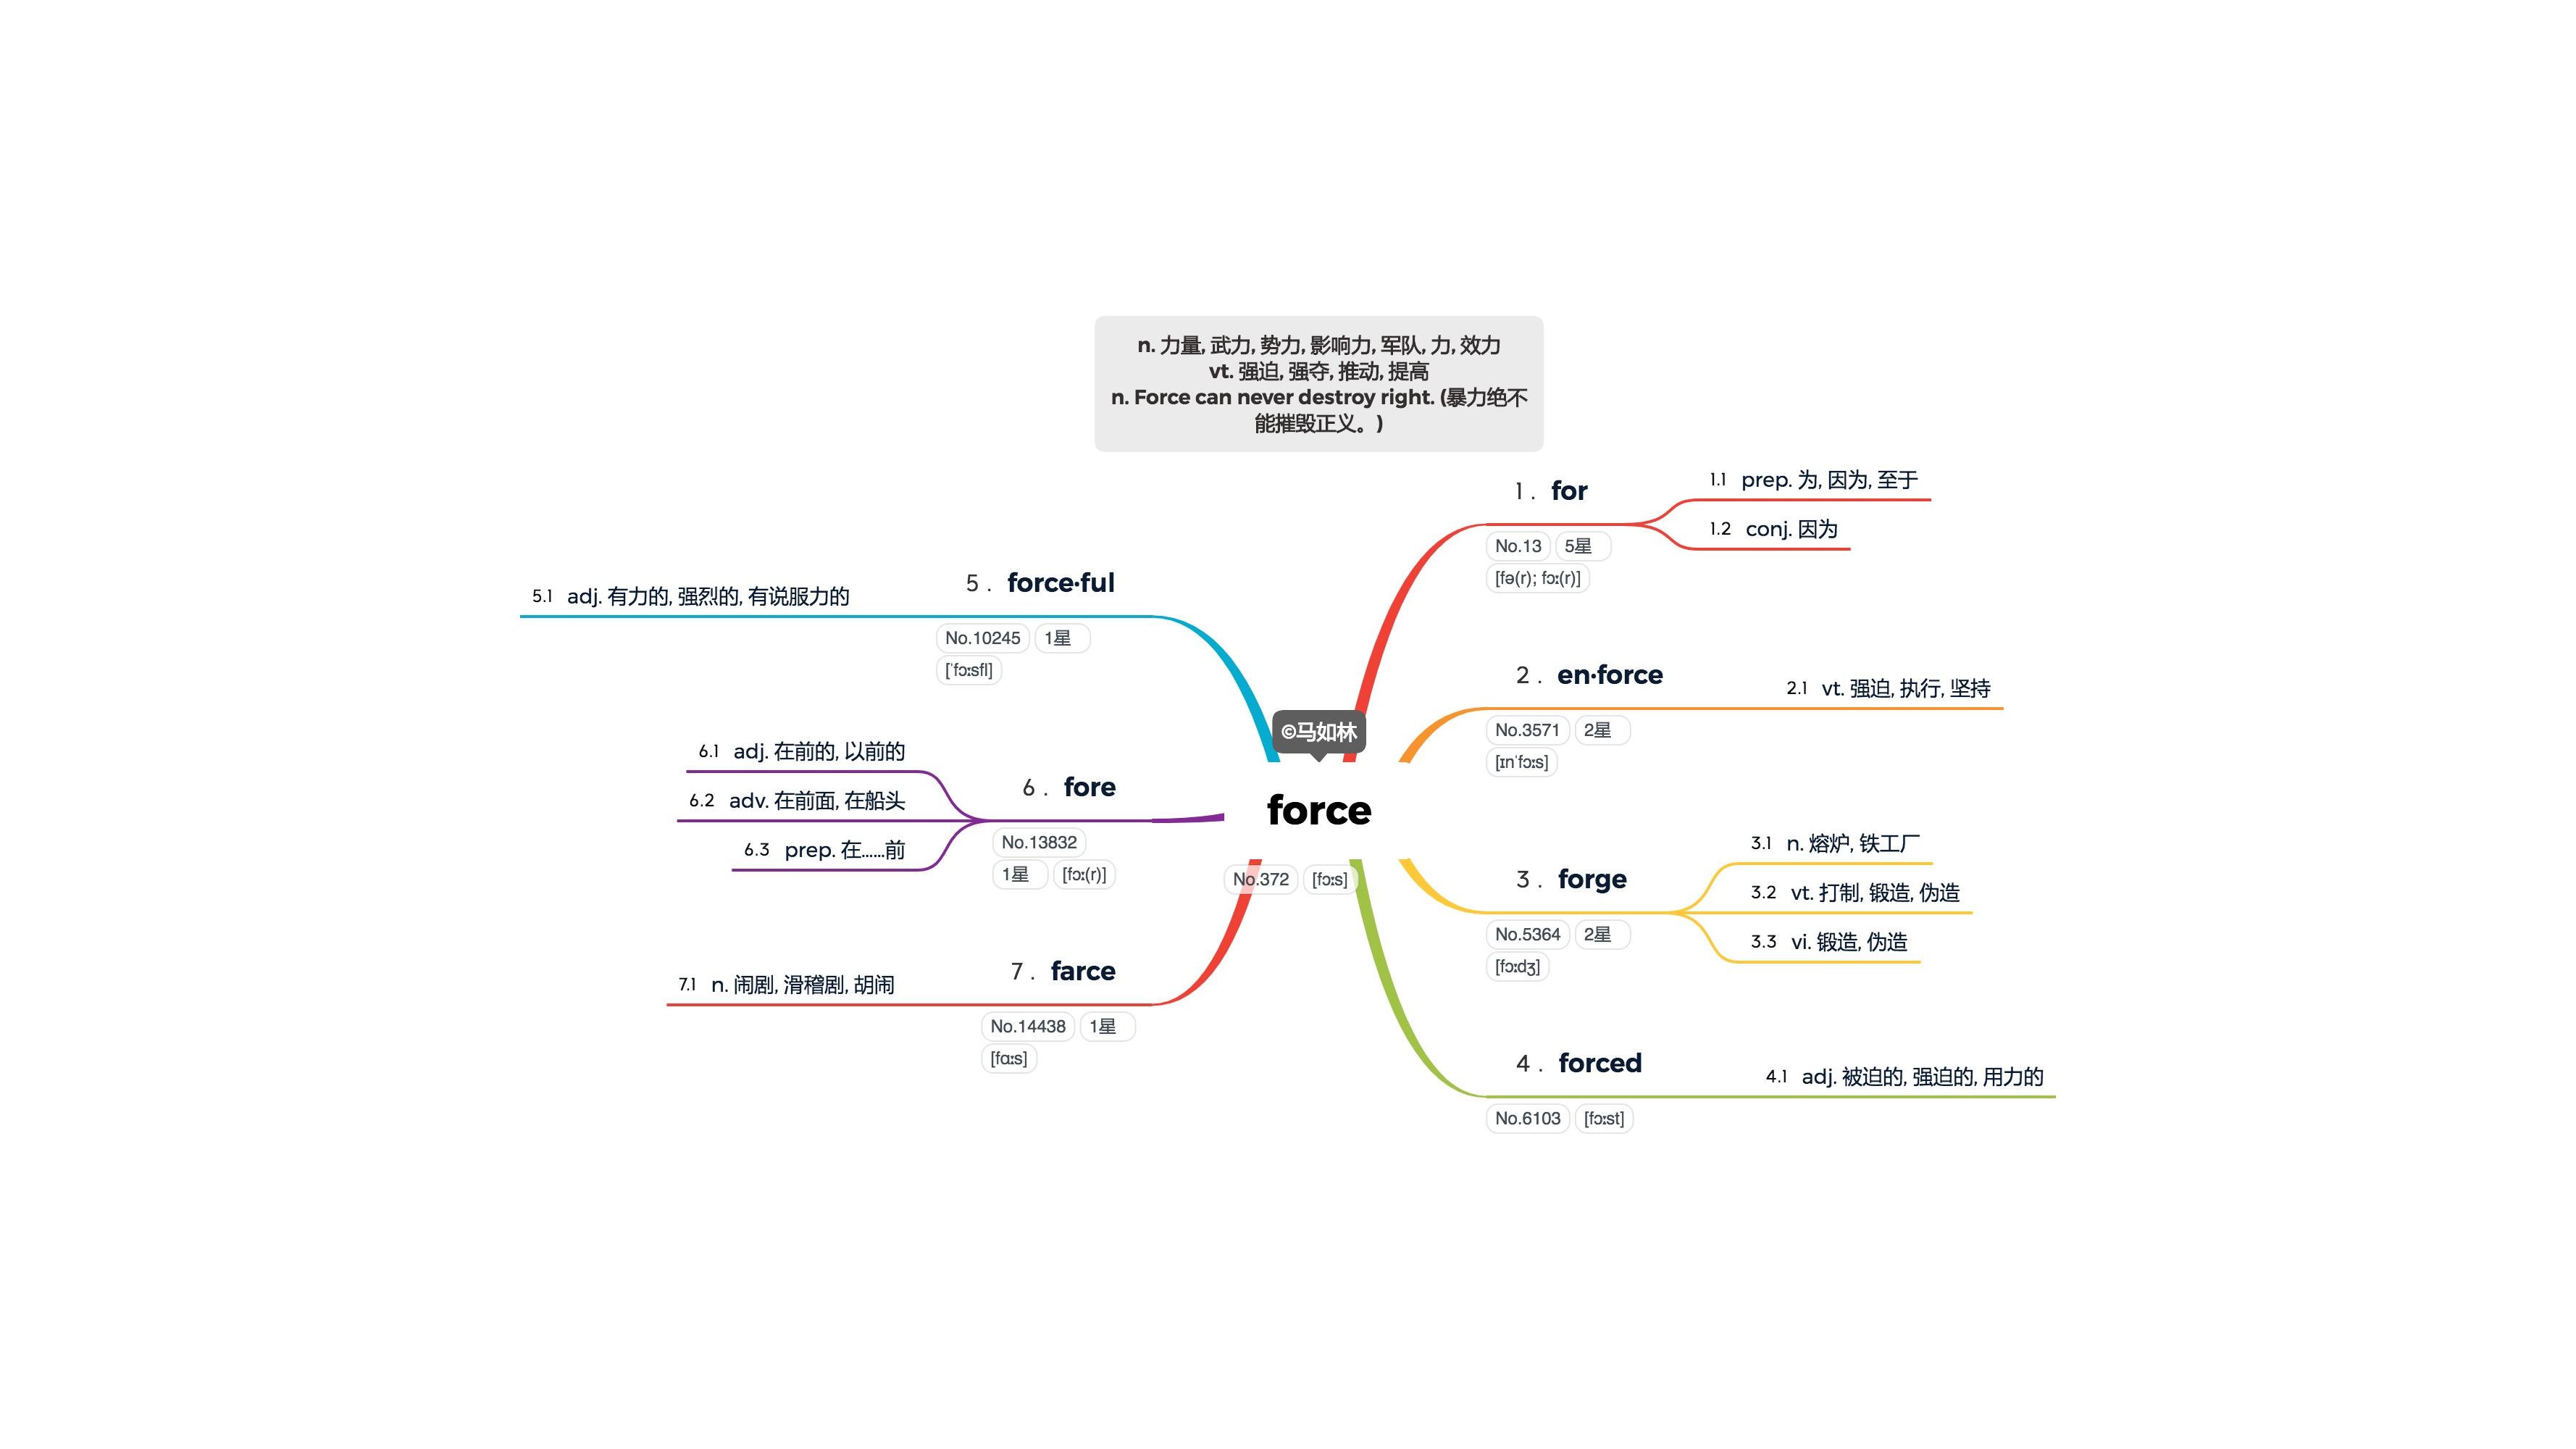 n. 力量, 武力, 势力, 影响力, 军队, 力, 效力
vt. 强迫, 强夺, 推动, 提高
n. Force can never destroy right. (暴力绝不
能摧毁正义。)
©马如林
force
No.372 [fɔːs]
1. for
No.13 5星
[fə(r); fɔː(r)]
1.1 prep. 为, 因为, 至于
1.2 conj. 因为
2. en·force
No.3571 2星
[ɪnˈfɔːs]
2.1 vt. 强迫, 执行, 坚持
3. forge
No.5364 2星
[fɔːdʒ]
3.1 n. 熔炉, 铁工厂
3.2 vt. 打制, 锻造, 伪造
3.3 vi. 锻造, 伪造
4. forced
No.6103 [fɔːst]
4.1 adj. 被迫的, 强迫的, 用力的
5. force·ful
No.10245 1星
[ˈfɔːsfl]
5.1 adj. 有力的, 强烈的, 有说服力的
6. fore
No.13832
1星 [fɔː(r)]
6.1 adj. 在前的, 以前的
6.2 adv. 在前面, 在船头
6.3 prep. 在……前
7. farce
No.14438 1星
[fɑːs]
7.1 n. 闹剧, 滑稽剧, 胡闹